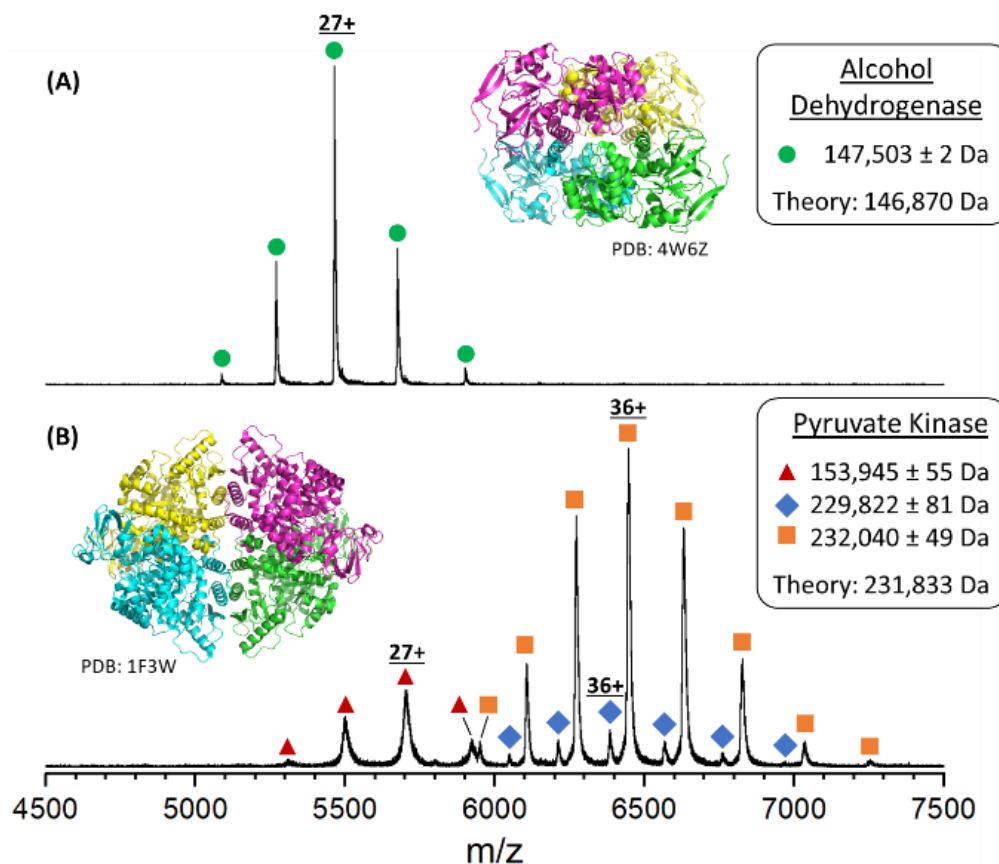 27+
(A)
Alcohol
Dehydrogenase
147,503 ± 2 Da
Theory: 146,870 Da
PDB: 4W6Z
(B)
36+
Pyruvate Kinase
153,945 ± 55 Da
229,822 ± 81 Da
232,040 ± 49 Da
Theory: 231,833 Da
PDB: 1F3W
27+
36+
4500 5000 5500 6000 6500 7000 7500
m/z